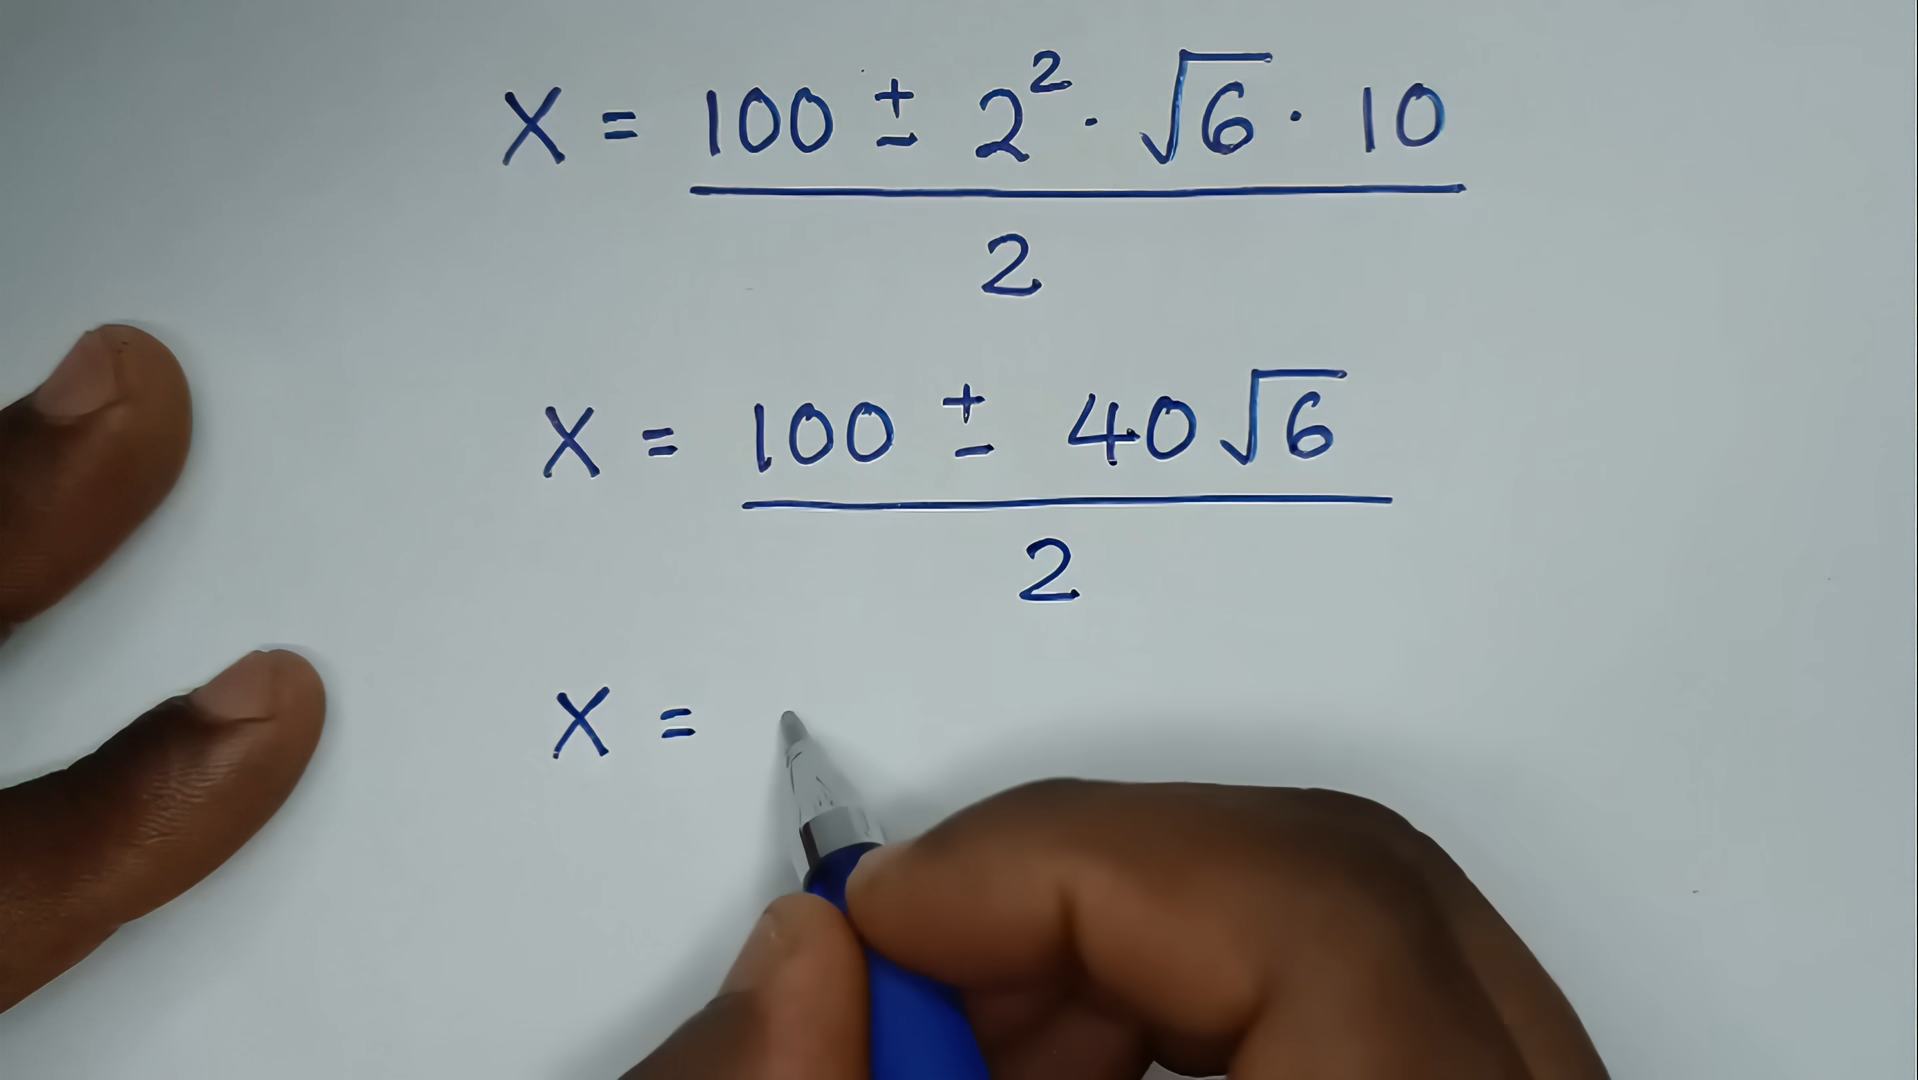 X = 100 ± 2² · √6 · 10
2
X = 100 ± 40√6
2
X =